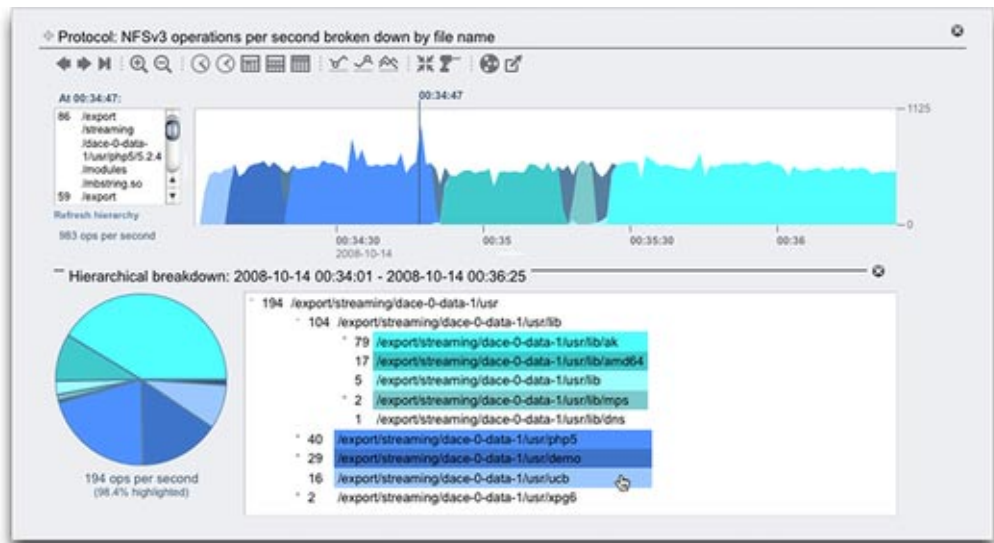 Protocol: NFSv3 operations per second broken down by file name
At 00:34:47:
00:34:47
86 /export
/streaming
/dace-0-data-
1/usr/php5/5.2.4
/modules
/mbstring.so
59 /export
1125
0
Refresh hierarchy
983 ops per second
00:34:30
2008-10-14
00:35
00:35:30
00:36
Hierarchical breakdown: 2008-10-14 00:34:01 - 2008-10-14 00:36:25
194 /export/streaming/dace-0-data-1/usr
104 /export/streaming/dace-0-data-1/usr/lib
79 /export/streaming/dace-0-data-1/usr/lib/ak
17 /export/streaming/dace-0-data-1/usr/lib/amd64
5 /export/streaming/dace-0-data-1/usr/lib
2 /export/streaming/dace-0-data-1/usr/lib/mps
1 /export/streaming/dace-0-data-1/usr/lib/dns
40 /export/streaming/dace-0-data-1/usr/php5
29 /export/streaming/dace-0-data-1/usr/demo
16 /export/streaming/dace-0-data-1/usr/ucb
2 /export/streaming/dace-0-data-1/usr/xpg6
194 ops per second
(98.4% highlighted)